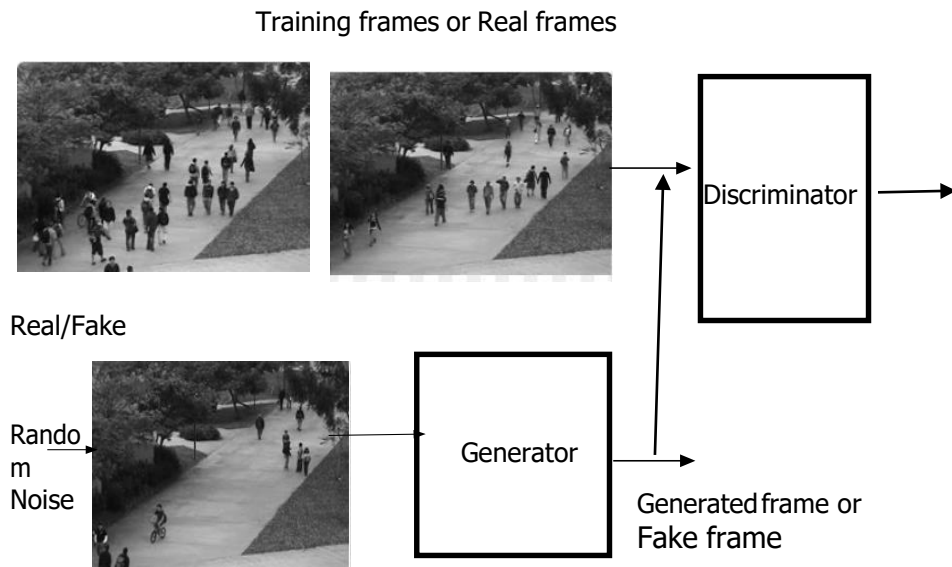 Training frames or Real frames
Discriminator
Real/Fake
Rando
m
Noise
Generator
Generated frame or
Fake frame